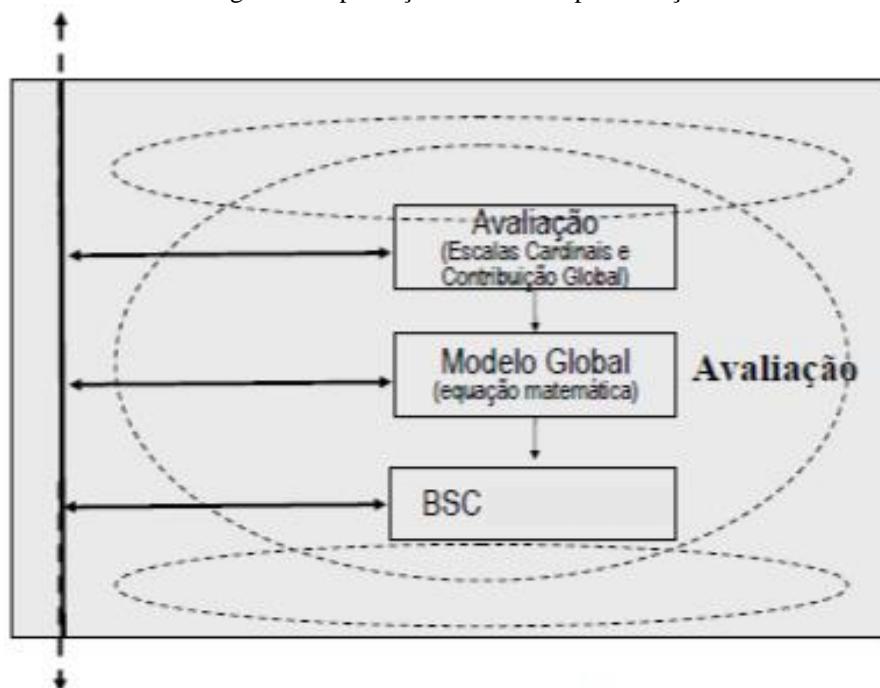 Avaliação
(Escalas Cardinais e
Contribuição Global)
Modelo Global
(equação matemática)
Avaliação
BSC